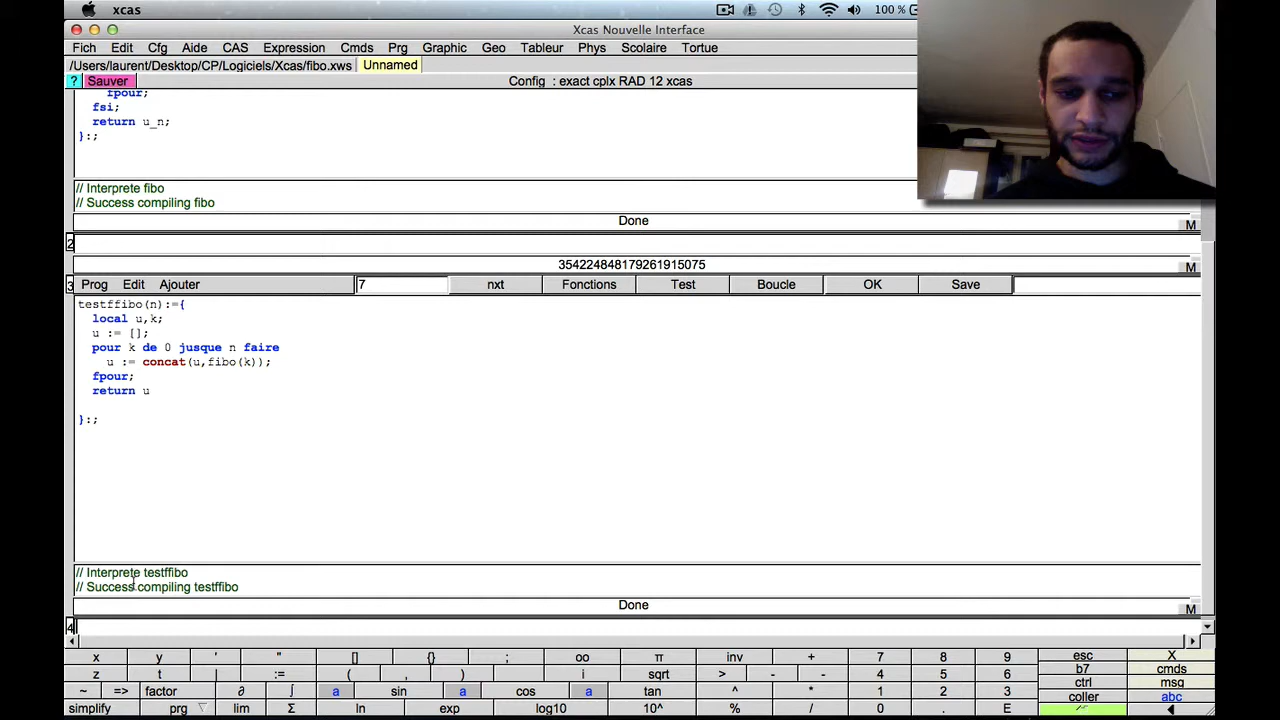 xcas 100 %
Xcas Nouvelle Interface
Fich Edit Cfg Aide CAS Expression Cmds Prg Graphic Geo Tableur Phys Scolaire Tortue
/Users/laurent/Desktop/CP/Logiciels/Xcas/fibo.xws Unnamed
? Sauver Config : exact cplx RAD 12 xcas
fpour;
fsi;
return u_n;
}:;
// Interprete fibo
// Success compiling fibo
Done
M
2
354224848179261915075
M
3 Prog Edit Ajouter 7 nxt Fonctions Test Boucle OK Save
testffibo(n):={
local u,k;
u := [];
pour k de 0 jusque n faire
u := concat(u,fibo(k));
fpour;
return u
}:;
// Interprete testffibo
// Success compiling testffibo
Done
M
4
x y ' " [] {} ; oo π inv + 7 8 9 esc X
z t | := ( , ) i sqrt > - - 4 5 6 b7 cmds
~ => factor ∂ ∫ a sin a cos a tan ^ * 1 2 3 ctrl msg
simplify prg lim Σ ln exp log10 10^ % / 0 . E coller abc